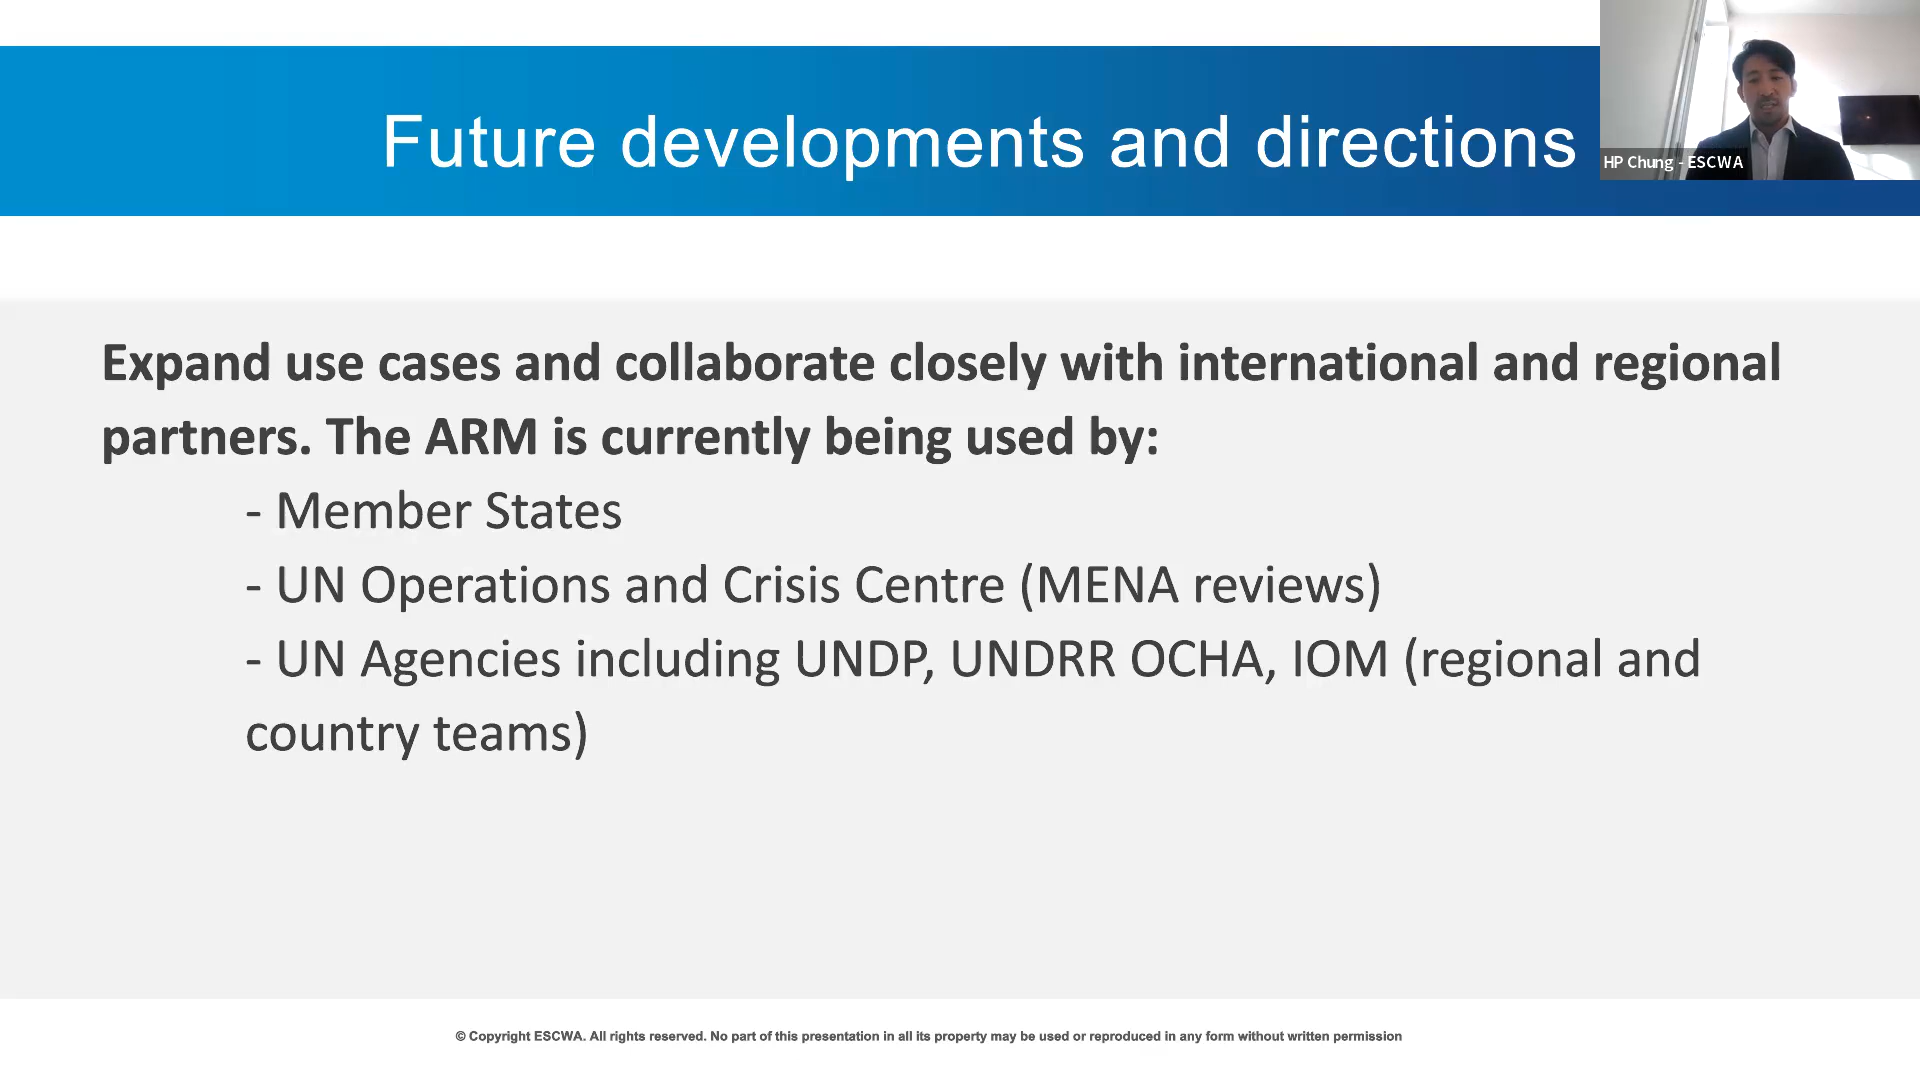 Future developments and directions
HP Chung - ESCWA
Expand use cases and collaborate closely with international and regional
partners. The ARM is currently being used by:
- Member States
- UN Operations and Crisis Centre (MENA reviews)
- UN Agencies including UNDP, UNDRR OCHA, IOM (regional and
country teams)
© Copyright ESCWA. All rights reserved. No part of this presentation in all its property may be used or reproduced in any form without written permission